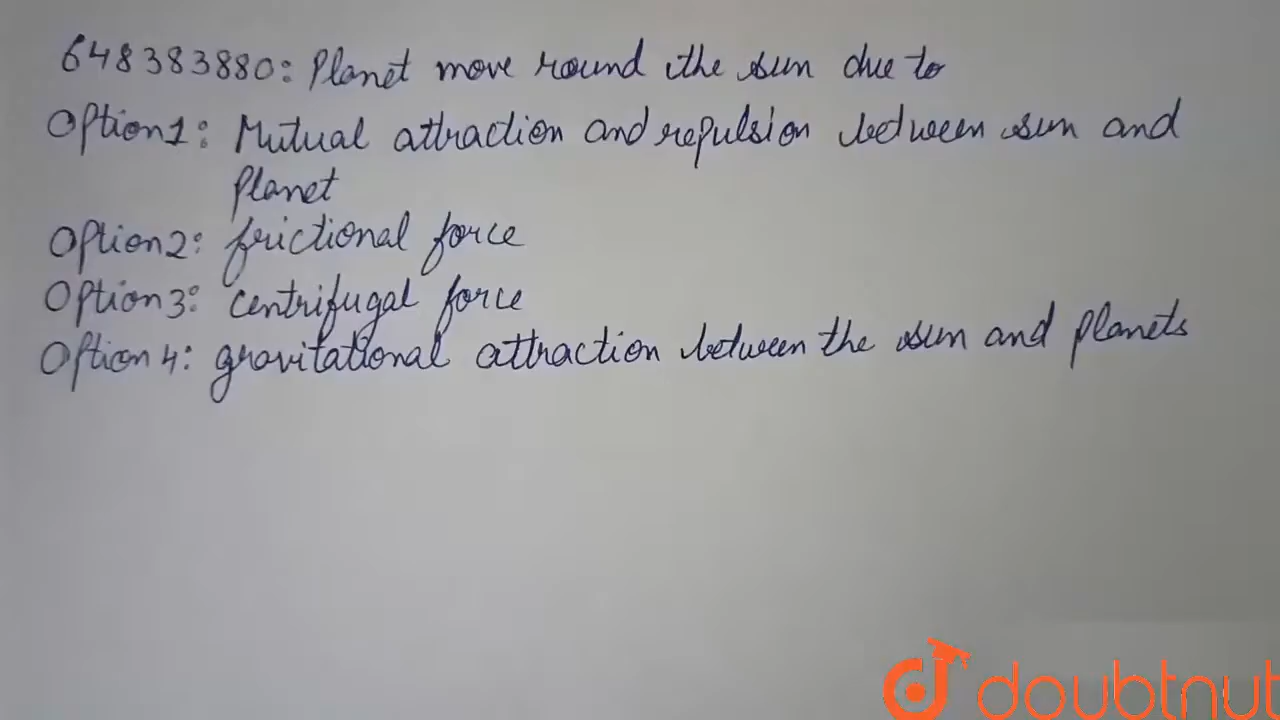 648383880: Planet move round the sun due to
Option1: Mutual attraction and repulsion between sun and
Planet
Option2: frictional force
Option3: centrifugal force
Option4: gravitational attraction between the sun and planets
doubtnut